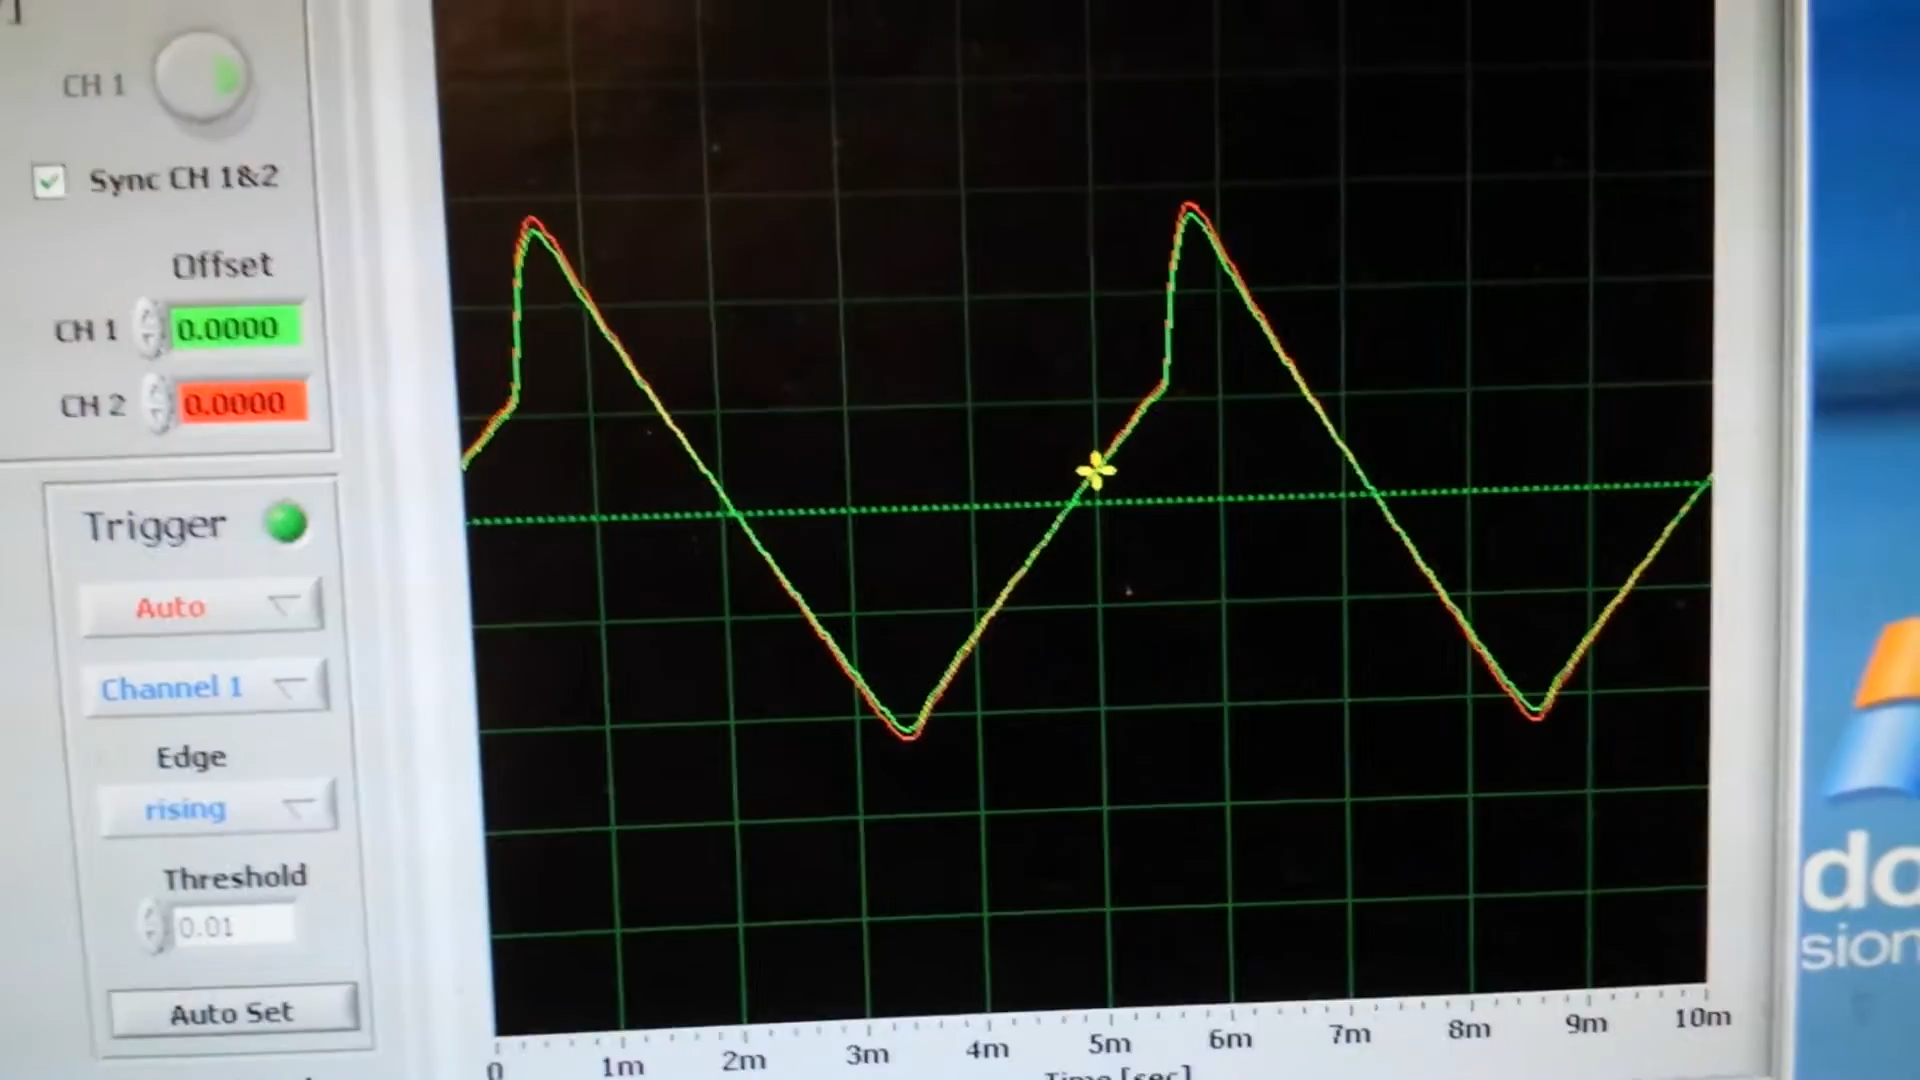 CH 1
Sync CH 1&2
Offset
CH 1 0.0000
CH 2 0.0000
Trigger
Auto
Channel 1
Edge
rising
Threshold
0.01
Auto Set
0 1m 2m 3m 4m 5m 6m 7m 8m 9m 10m
Time [sec]
do
sion